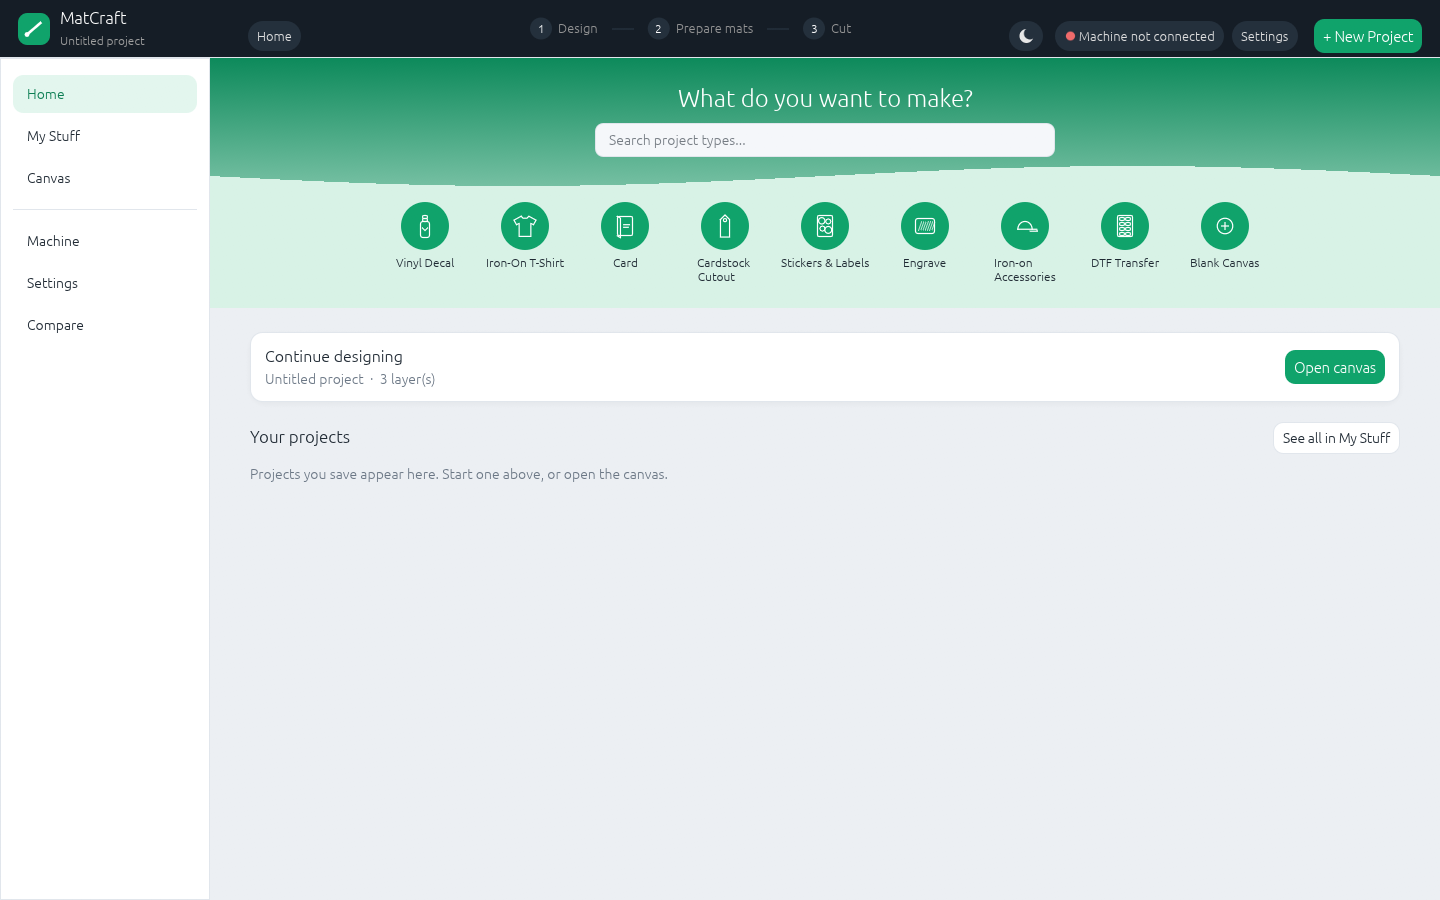 MatCraft
Untitled project
Home
1 Design
2 Prepare mats
3 Cut
Machine not connected
Settings
+ New Project
Home
My Stuff
Canvas
Machine
Settings
Compare
What do you want to make?
Search project types...
Vinyl Decal
Iron-On T-Shirt
Card
Cardstock
Cutout
Stickers & Labels
Engrave
Iron-on
Accessories
DTF Transfer
Blank Canvas
Continue designing
Untitled project · 3 layer(s)
Open canvas
Your projects
See all in My Stuff
Projects you save appear here. Start one above, or open the canvas.